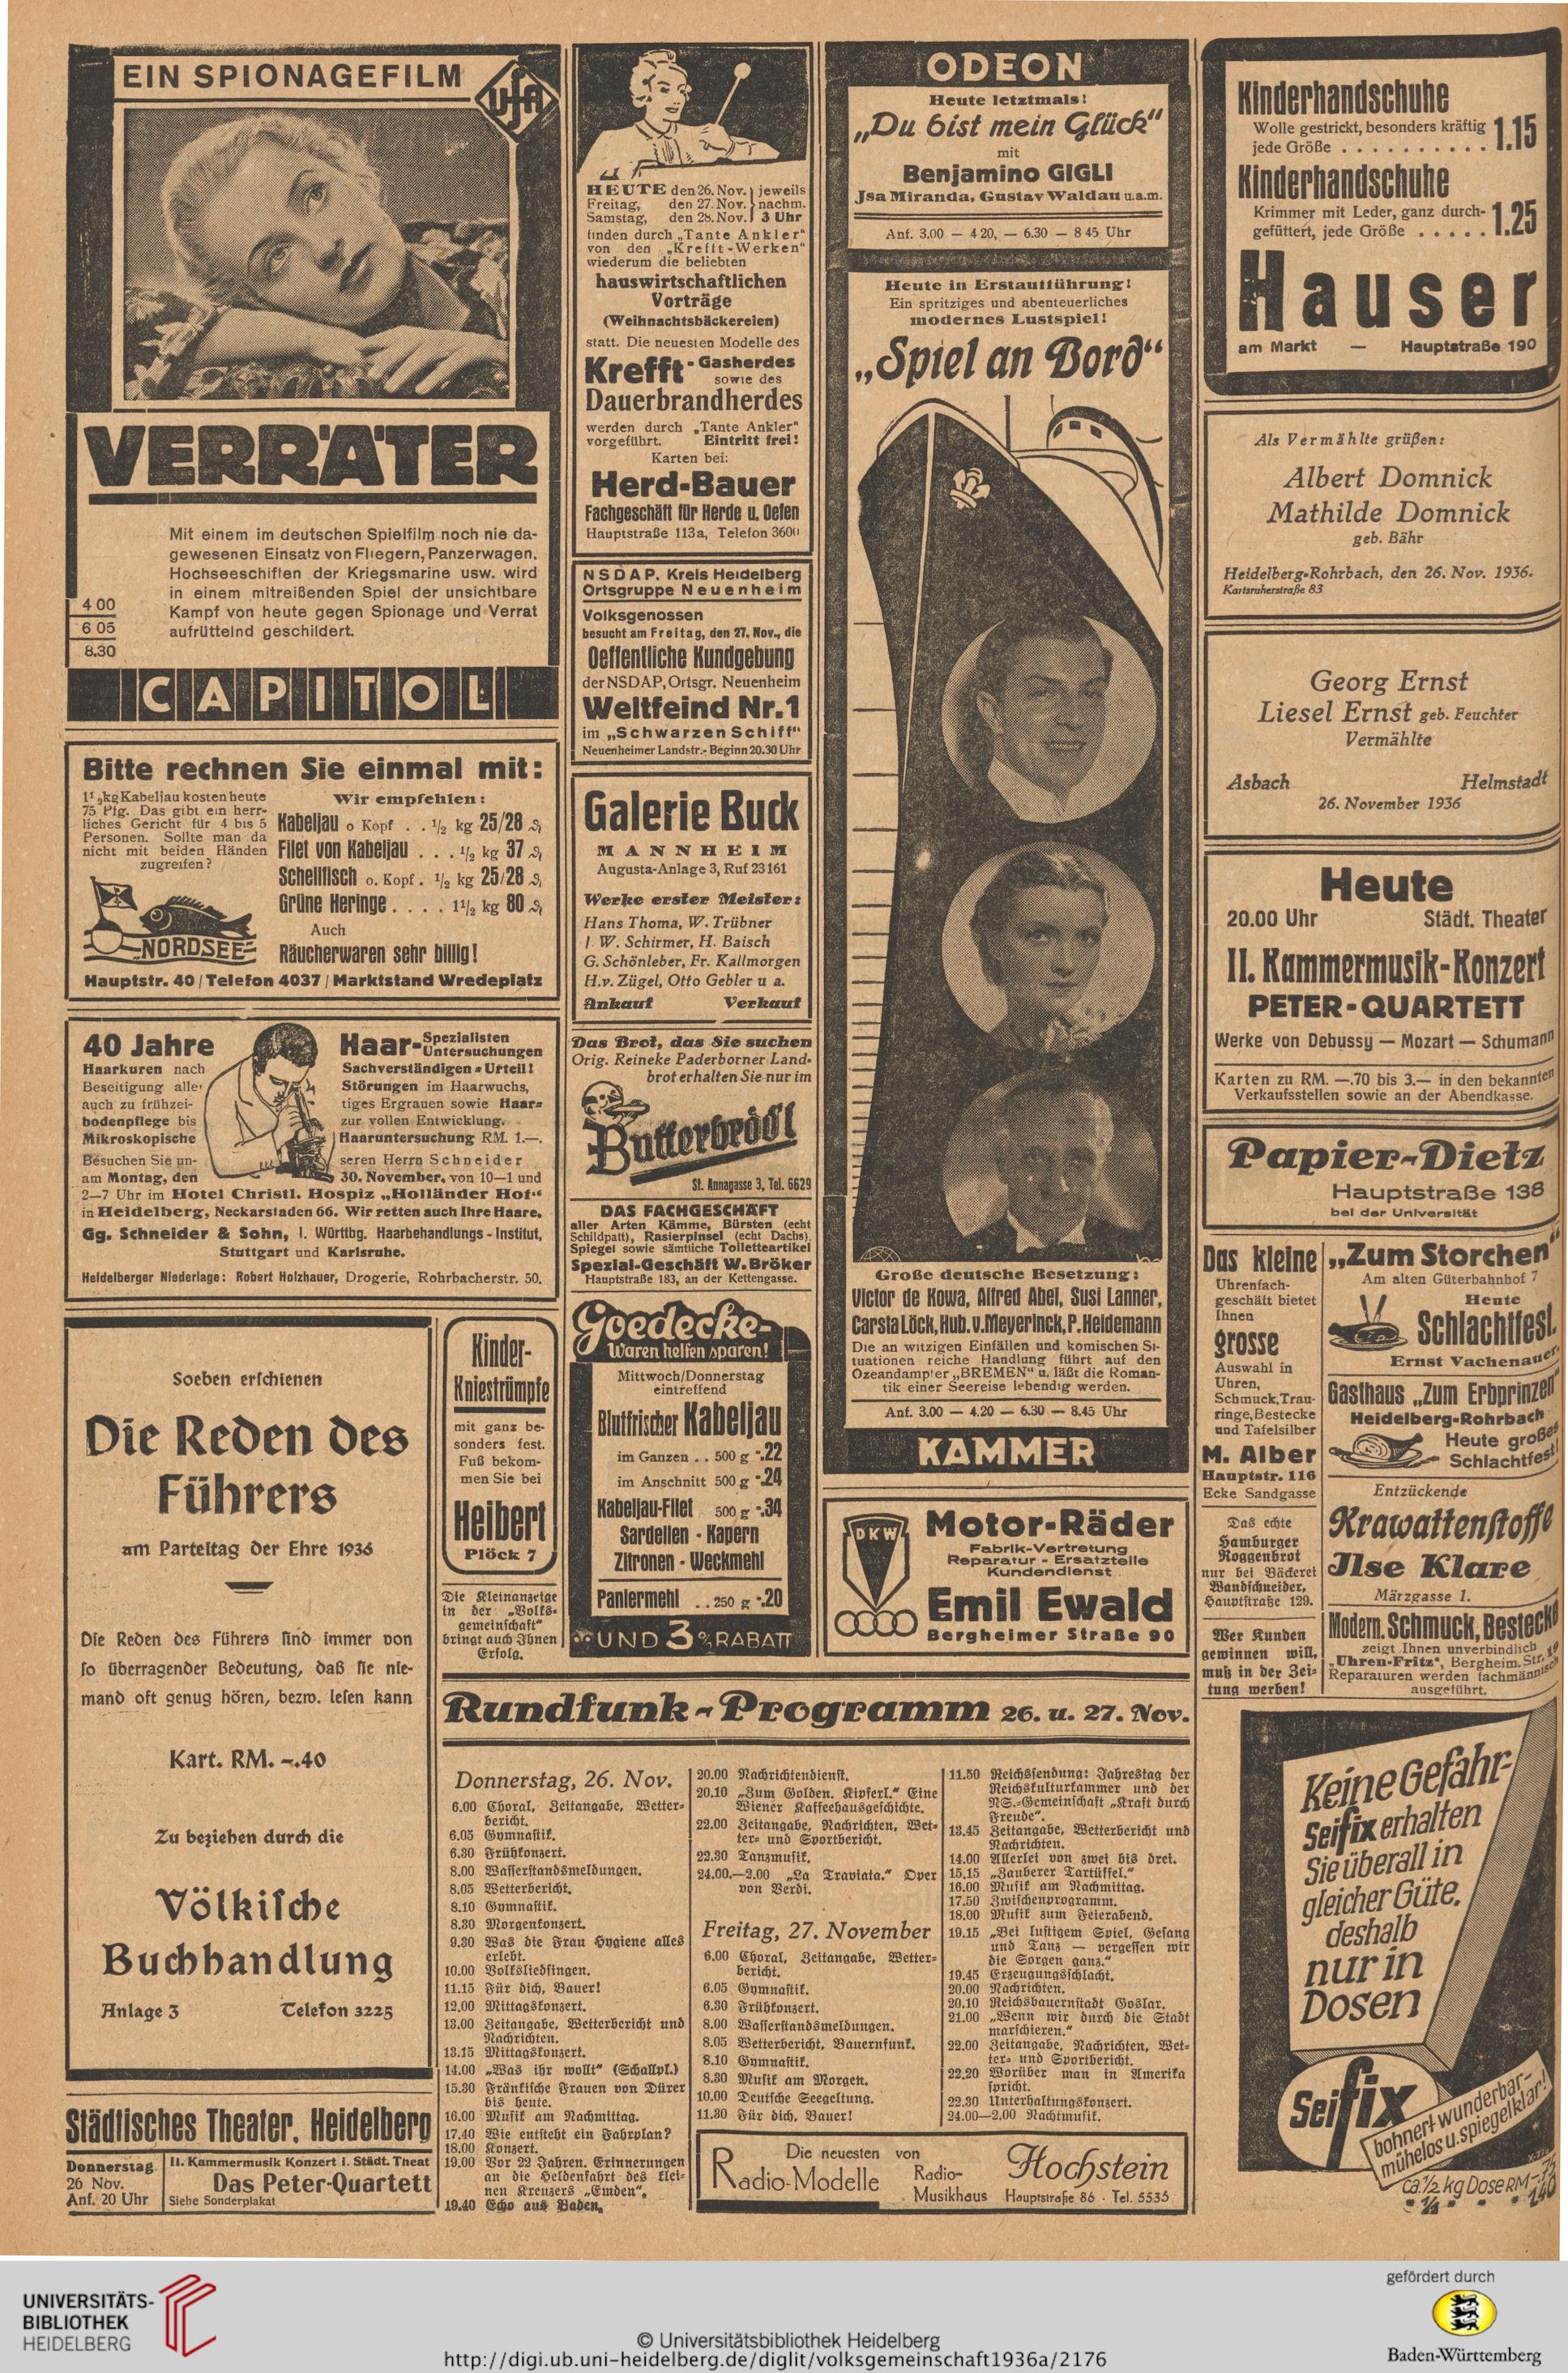 EIN SPIONAGEFILM
Ufa
VERRÄTER
Mit einem im deutschen Spielfilm noch nie da-
gewesenen Einsatz von Fliegern, Panzerwagen,
Hochseeschiffen der Kriegsmarine usw. wird
in einem mitreißenden Spiel der unsichtbare
Kampf von heute gegen Spionage und Verrat
aufrüttelnd geschildert.
4 00
6 05
8.30
CAPITOL
Bitte rechnen Sie einmal mit:
1½ kg Kabeljau kosten heute
75 Pfg. Das gibt ein herr-
liches Gericht für 4 bis 5
Personen. Sollte man da
nicht mit beiden Händen
zugreifen?
NORDSEE
Wir empfehlen:
Kabeljau o Kopf . . ½ kg 25/28 ₰
Filet von Kabeljau . . . ½ kg 37 ₰
Schellfisch o. Kopf . ½ kg 25/28 ₰
Grüne Heringe . . . . 1½ kg 80 ₰
Auch
Räucherwaren sehr billig!
Hauptstr. 40 / Telefon 4037 / Marktstand Wredeplatz
40 Jahre
Haarkuren nach
Beseitigung aller
auch zu frühzei-
bodenpflege bis
Mikroskopische
Besuchen Sie un-
am Montag, den
Haar-Spezialisten
Untersuchungen
Sachverständigen-Urteil!
Störungen im Haarwuchs,
tiges Ergrauen sowie Haar-
zur vollen Entwicklung.
Haaruntersuchung RM. 1.—.
seren Herrn Schneider
30. November, von 10—1 und
2—7 Uhr im Hotel Christl. Hospiz „Holländer Hof“
in Heidelberg, Neckarstaden 66. Wir retten auch Ihre Haare.
Gg. Schneider & Sohn, I. Württbg. Haarbehandlungs-Institut,
Stuttgart und Karlsruhe.
Heidelberger Niederlage: Robert Holzhauer, Drogerie, Rohrbacherstr. 50.
Soeben erschienen
Die Reden des
Führers
am Parteitag der Ehre 1936
Die Reden des Führers sind immer von
so überragender Bedeutung, daß sie nie-
mand oft genug hören, bezw. lesen kann
Kart. RM. -.40
Zu beziehen durch die
Völkische
Buchhandlung
Anlage 3 Telefon 3225
Städtisches Theater, Heidelberg
Donnerstag
26 Nov.
Anf. 20 Uhr
II. Kammermusik Konzert i. Städt. Theat
Das Peter-Quartett
Siehe Sonderplakat
HEUTE den 26. Nov.
Freitag, den 27. Nov.
Samstag, den 28. Nov.
jeweils
nachm.
3 Uhr
finden durch „Tante Ankler“
von den „Krefft-Werken“
wiederum die beliebten
hauswirtschaftlichen
Vorträge
(Weihnachtsbäckereien)
statt. Die neuesten Modelle des
Krefft-Gasherdes
sowie des
Dauerbrandherdes
werden durch „Tante Ankler“
vorgeführt. Eintritt frei!
Karten bei:
Herd-Bauer
Fachgeschäft für Herde u. Oefen
Hauptstraße 113a, Telefon 3600
NSDAP. Kreis Heidelberg
Ortsgruppe Neuenheim
Volksgenossen
besucht am Freitag, den 27. Nov., die
Oeffentliche Kundgebung
der NSDAP, Ortsgr. Neuenheim
Weltfeind Nr. 1
im „Schwarzen Schiff“
Neuenheimer Landstr.- Beginn 20.30 Uhr
Galerie Buck
MANNHEIM
Augusta-Anlage 3, Ruf 23161
Werke erster Meister:
Hans Thoma, W. Trübner
J. W. Schirmer, H. Baisch
G. Schönleber, Fr. Kallmorgen
H.v. Zügel, Otto Gebler u a.
Ankauf Verkauf
Das Brot, das Sie suchen
Orig. Reineke Paderborner Land-
brot erhalten Sie nur im
Butterbrödl
St. Annagasse 3, Tel. 6629
DAS FACHGESCHÄFT
aller Arten Kämme, Bürsten (echt
Schildpatt), Rasierpinsel (echt Dachs),
Spiegel sowie sämtliche Toiletteartikel
Spezial-Geschäft W. Bröker
Hauptstraße 183, an der Kettengasse.
Kinder-
Kniestrümpfe
mit ganz be-
sonders fest.
Fuß bekom-
men Sie bei
Heibert
Plöck 7
Die Kleinanzeige
in der „Volks-
gemeinschaft“
bringt auch Ihnen
Erfolg.
Goedecke-
Waren helfen sparen!
Mittwoch/Donnerstag
eintreffend
Blutfrischer Kabeljau
im Ganzen . . 500 g -.22
im Anschnitt 500 g -.24
Kabeljau-Filet 500 g -.34
Sardellen - Kapern
Zitronen - Weckmehl
Paniermehl . . 250 g -.20
UND 3% RABATT
ODEON
Heute letztmals!
„Du bist mein Glück“
mit
Benjamino GIGLI
Jsa Miranda, Gustav Waldau u.a.m.
Anf. 3.00 — 4 20, — 6.30 — 8 45 Uhr
Heute in Erstaufführung!
Ein spritziges und abenteuerliches
modernes Lustspiel!
„Spiel an Bord“
Große deutsche Besetzung:
Victor de Kowa, Alfred Abel, Susi Lanner,
Carsta Löck, Hub. v. Meyerinck, P. Heidemann
Die an witzigen Einfällen und komischen Si-
tuationen reiche Handlung führt auf den
Ozeandampfer „BREMEN“ u. läßt die Roman-
tik einer Seereise lebendig werden.
Anf. 3.00 — 4.20 — 6.30 — 8.45 Uhr
KAMMER
DKW
Motor-Räder
Fabrik-Vertretung
Reparatur - Ersatzteile
Kundendienst
Emil Ewald
Bergheimer Straße 90
Rundfunk-Programm 26. u. 27. Nov.
Donnerstag, 26. Nov.
6.00 Choral, Zeitangabe, Wetter-
bericht.
6.05 Gymnastik.
6.30 Frühkonzert.
8.00 Wasserstandsmeldungen.
8.05 Wetterbericht.
8.10 Gymnastik.
8.30 Morgenkonzert.
9.30 Was die Frau Hygiene alles
erlebt.
10.00 Volksliedsingen.
11.15 Für dich, Bauer!
12.00 Mittagskonzert.
13.00 Zeitangabe, Wetterbericht und
Nachrichten.
13.15 Mittagskonzert.
14.00 „Was ihr wollt“ (Schallpl.)
15.30 Fränkische Frauen von Dürer
bis heute.
16.00 Musik am Nachmittag.
17.40 Wie entsteht ein Fahrplan?
18.00 Konzert.
19.00 Vor 22 Jahren. Erinnerungen
an die Heldenfahrt des klei-
nen Kreuzers „Emden“.
19.40 Echo aus Baden.
20.00 Nachrichtendienst.
20.10 „Zum Golden. Kipferl.“ Eine
Wiener Kaffeehausgeschichte.
22.00 Zeitangabe, Nachrichten, Wet-
ter- und Sportbericht.
22.30 Tanzmusik.
24.00.—2.00 „La Traviata.“ Oper
von Verdi.
Freitag, 27. November
6.00 Choral, Zeitangabe, Wetter-
bericht.
6.05 Gymnastik.
6.30 Frühkonzert.
8.00 Wasserstandsmeldungen.
8.05 Wetterbericht, Bauernfunk.
8.10 Gymnastik.
8.30 Musik am Morgen.
10.00 Deutsche Seegeltung.
11.30 Für dich, Bauer!
11.50 Reichssendung: Jahrestag der
Reichskulturkammer und der
NS.-Gemeinschaft „Kraft durch
Freude“.
13.45 Zeitangabe, Wetterbericht und
Nachrichten.
14.00 Allerlei von zwei bis drei.
15.15 „Zauberer Tartüffel.“
16.00 Musik am Nachmittag.
17.50 Zwischenprogramm.
18.00 Musik zum Feierabend.
19.15 „Bei lustigem Spiel, Gesang
und Tanz — vergessen wir
die Sorgen ganz.“
19.45 Erzeugungsschlacht.
20.00 Nachrichten.
20.10 Reichsbauernstadt Goslar.
21.00 „Wenn wir durch die Stadt
marschieren.“
22.00 Zeitangabe, Nachrichten, Wet-
ter- und Sportbericht.
22.20 Worüber man in Amerika
spricht.
22.30 Unterhaltungskonzert.
24.00—2.00 Nachtmusik.
Die neuesten von
Radio-Modelle
Radio-
Musikhaus
Hochstein
Hauptstraße 86 · Tel. 5535
Kinderhandschuhe
Wolle gestrickt, besonders kräftig
jede Größe . . . . . . . . . . 1.15
Kinderhandschuhe
Krimmer mit Leder, ganz durch-
gefüttert, jede Größe . . . . . 1.25
Hauser
am Markt — Hauptstraße 190
Als Vermählte grüßen:
Albert Domnick
Mathilde Domnick
geb. Bähr
Heidelberg-Rohrbach, den 26. Nov. 1936.
Karlsruherstraße 83
Georg Ernst
Liesel Ernst geb. Feuchter
Vermählte
Asbach Helmstadt
26. November 1936
Heute
20.00 Uhr Städt. Theater
II. Kammermusik-Konzert
PETER-QUARTETT
Werke von Debussy — Mozart — Schumann
Karten zu RM. —.70 bis 3.— in den bekannten
Verkaufsstellen sowie an der Abendkasse.
Papier-Dietz
Hauptstraße 138
bei der Universität
Das kleine
Uhrenfach-
geschäft bietet
Ihnen
grosse
Auswahl in
Uhren,
Schmuck, Trau-
ringe, Bestecke
und Tafelsilber
M. Alber
Hauptstr. 116
Ecke Sandgasse
Das echte
Hamburger
Roggenbrot
nur bei Bäckerei
Wandschneider,
Hauptstraße 129.
Wer Kunden
gewinnen will,
muß in der Zei-
tung werben!
„Zum Storchen“
Am alten Güterbahnhof 7
Heute
Schlachtfest.
Ernst Vachenauer.
Gasthaus „Zum Erbprinzen“
Heidelberg-Rohrbach
Heute großes
Schlachtfest!
Entzückende
Krawattenstoffe
Ilse Klare
Märzgasse 1.
Modern. Schmuck, Bestecke
zeigt Ihnen unverbindlich
„Uhren-Fritz“, Bergheim. Str. 19
Reparaturen werden fachmännisch
ausgeführt.
Keine Gefahr-
Seifix erhalten
Sie überall in
gleicher Güte,
deshalb
nur in
Dosen
Seifix
bohnert wunderbar-
mühelos u. spiegelklar!
ca. ½ kg Dose RM -.75
" 1/1 " " " 1.40
UNIVERSITÄTS-
BIBLIOTHEK
HEIDELBERG
© Universitätsbibliothek Heidelberg
http://digi.ub.uni-heidelberg.de/diglit/volksgemeinschaft1936a/2176
gefördert durch
Baden-Württemberg